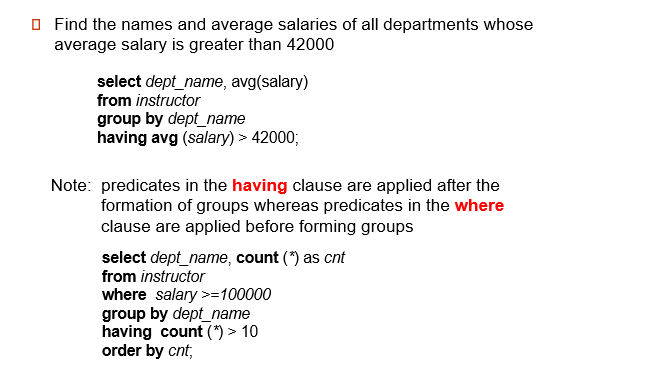 Find the names and average salaries of all departments whose
average salary is greater than 42000
select dept_name, avg(salary)
from instructor
group by dept_name
having avg (salary) > 42000;
Note: predicates in the having clause are applied after the
formation of groups whereas predicates in the where
clause are applied before forming groups
select dept_name, count (*) as cnt
from instructor
where salary >=100000
group by dept_name
having count (*) > 10
order by cnt;